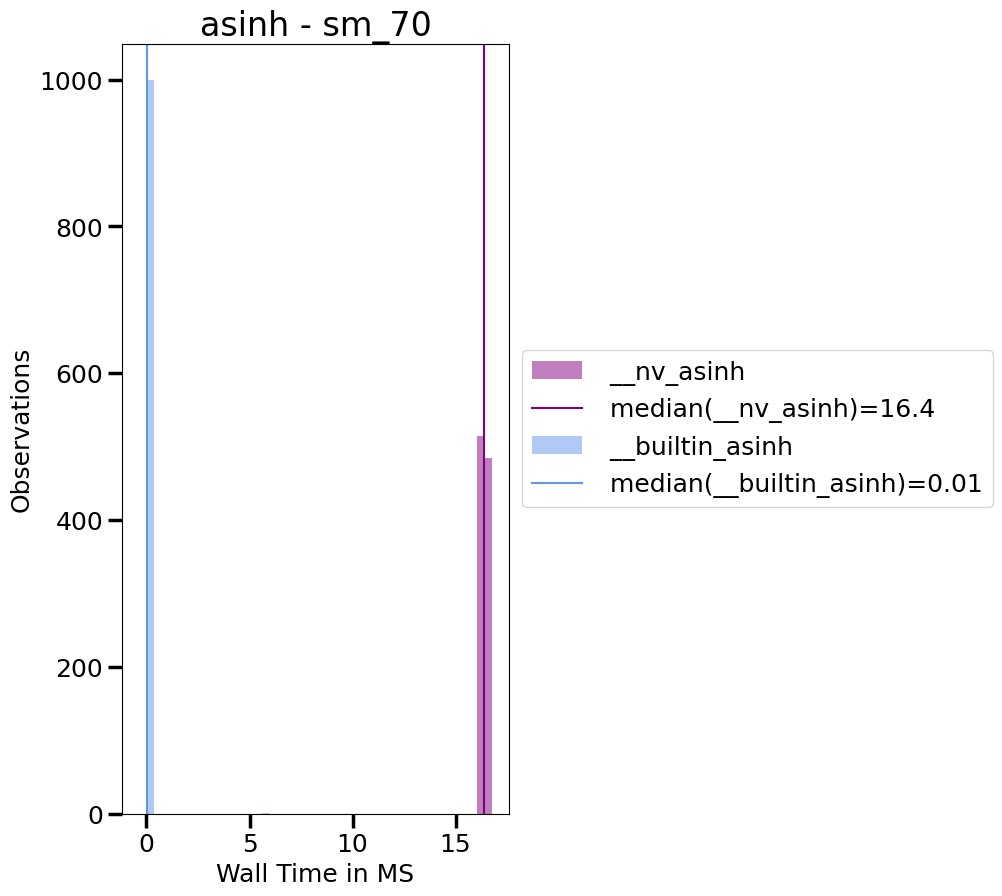 asinh - sm_70
1000
800
600
400
200
0
Observations
0 5 10 15
Wall Time in MS
__nv_asinh
median(__nv_asinh)=16.4
__builtin_asinh
median(__builtin_asinh)=0.01